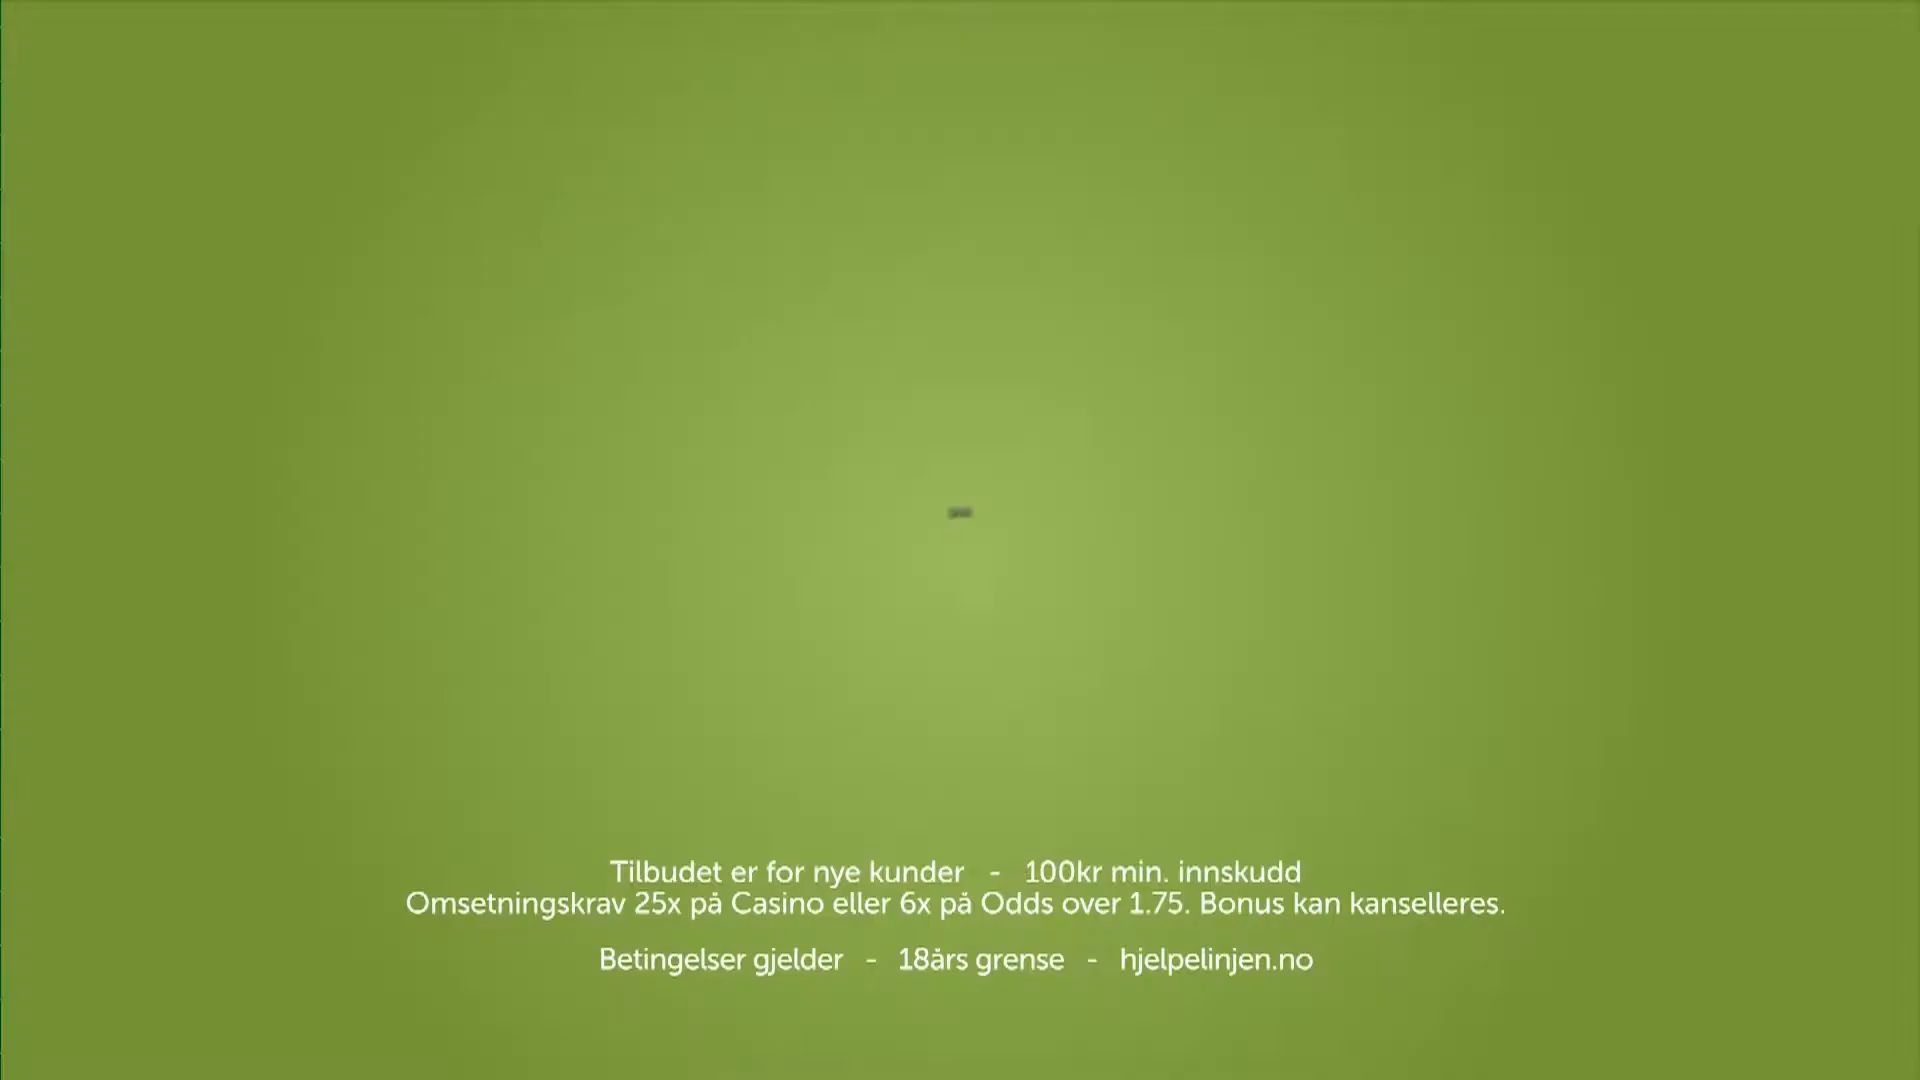 Tilbudet er for nye kunder - 100kr min. innskudd
Omsetningskrav 25x på Casino eller 6x på Odds over 1.75. Bonus kan kanselleres.
Betingelser gjelder - 18års grense - hjelpelinjen.no